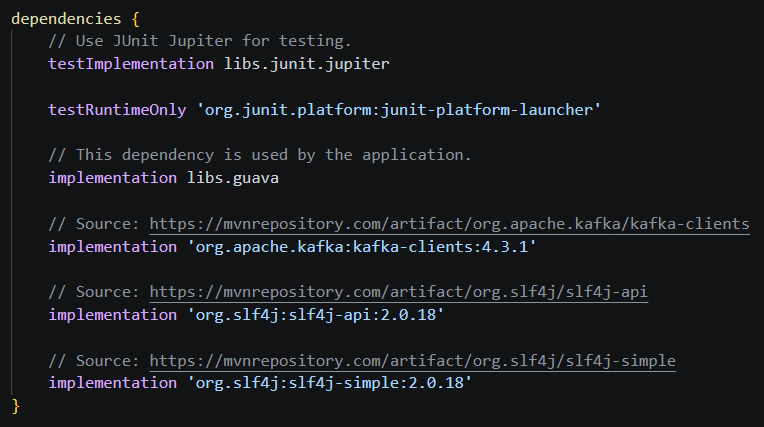 dependencies {
    // Use JUnit Jupiter for testing.
    testImplementation libs.junit.jupiter

    testRuntimeOnly 'org.junit.platform:junit-platform-launcher'

    // This dependency is used by the application.
    implementation libs.guava

    // Source: https://mvnrepository.com/artifact/org.apache.kafka/kafka-clients
    implementation 'org.apache.kafka:kafka-clients:4.3.1'

    // Source: https://mvnrepository.com/artifact/org.slf4j/slf4j-api
    implementation 'org.slf4j:slf4j-api:2.0.18'

    // Source: https://mvnrepository.com/artifact/org.slf4j/slf4j-simple
    implementation 'org.slf4j:slf4j-simple:2.0.18'
}